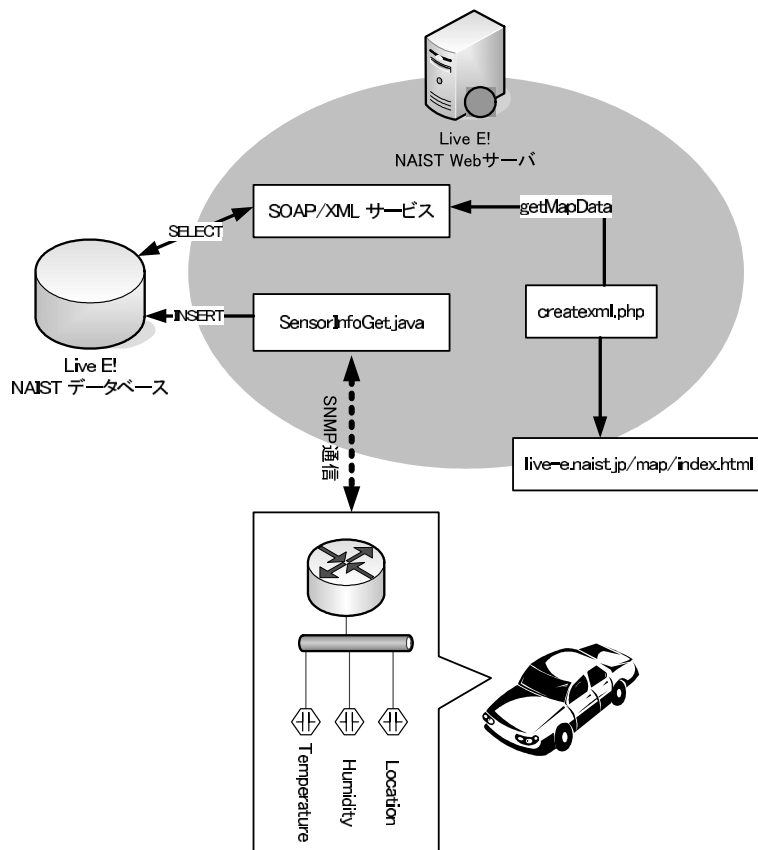 Live E!
NAIST Webサーバ
SOAP/XML サービス
getMapData
SELECT
createxml.php
INSERT
SensorInfoGet.java
Live E!
NAIST データベース
SNMP通信
live-e.naist.jp/map/index.html
Temperature
Humidity
Location